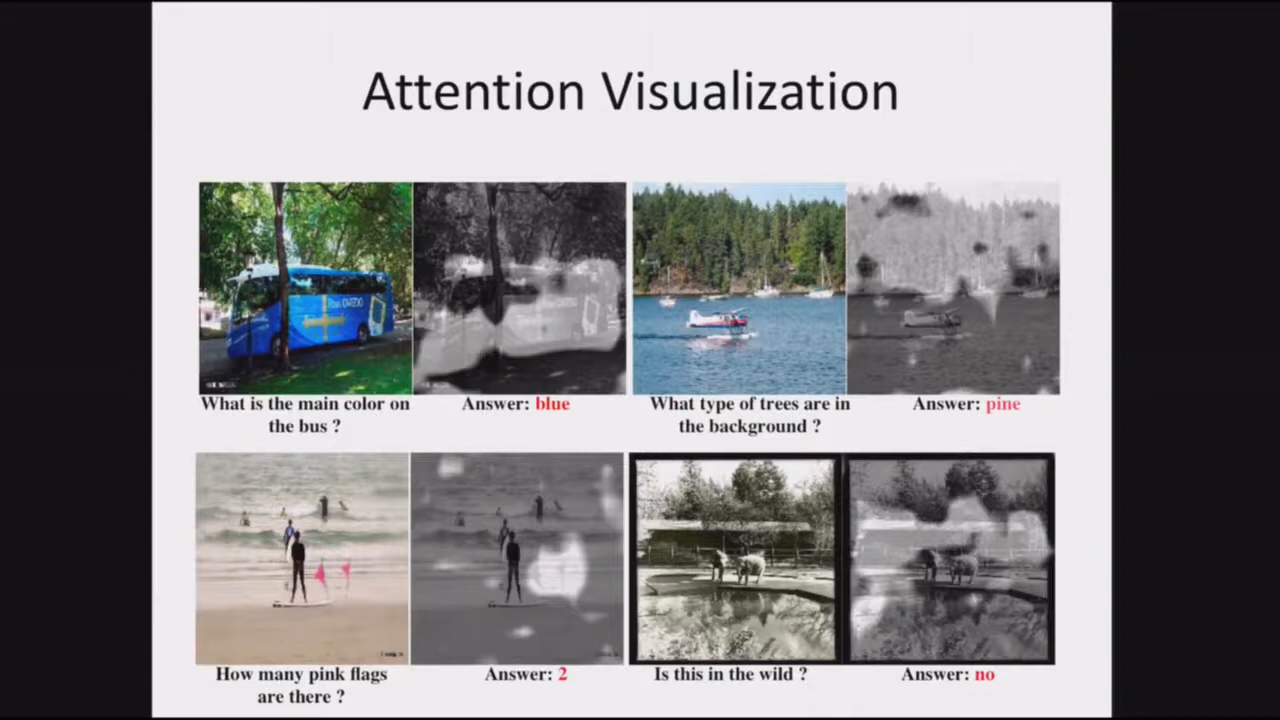 Attention Visualization
What is the main color on
the bus ?
Answer: blue
What type of trees are in
the background ?
Answer: pine
How many pink flags
are there ?
Answer: 2
Is this in the wild ?
Answer: no